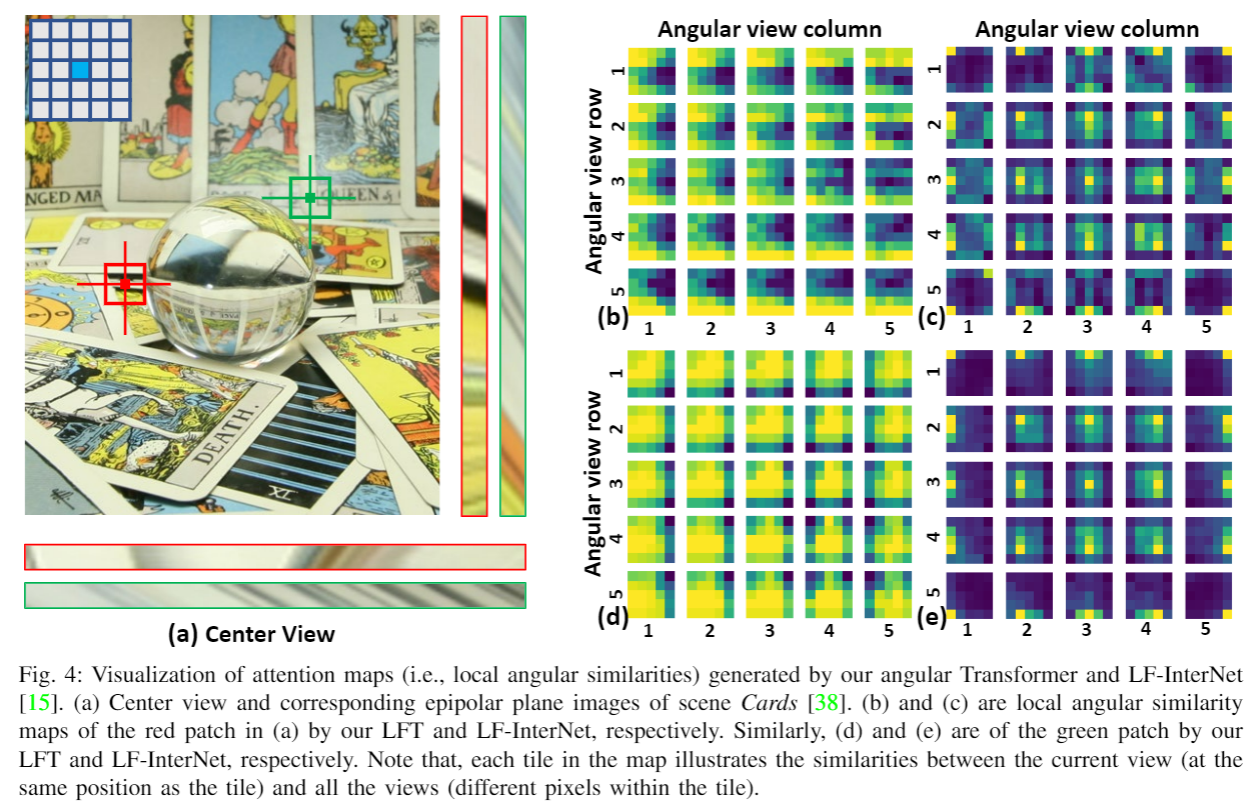 NGED MA
QUEEN
DEATH.
IX
(a) Center View
Angular view column
Angular view row
1
2
3
4
5
(b)
1 2 3 4 5
Angular view column
1
2
3
4
5
(c)
1 2 3 4 5
Angular view row
1
2
3
4
5
(d)
1 2 3 4 5
1
2
3
4
5
(e)
1 2 3 4 5
Fig. 4: Visualization of attention maps (i.e., local angular similarities) generated by our angular Transformer and LF-InterNet
[15]. (a) Center view and corresponding epipolar plane images of scene Cards [38]. (b) and (c) are local angular similarity
maps of the red patch in (a) by our LFT and LF-InterNet, respectively. Similarly, (d) and (e) are of the green patch by our
LFT and LF-InterNet, respectively. Note that, each tile in the map illustrates the similarities between the current view (at the
same position as the tile) and all the views (different pixels within the tile).